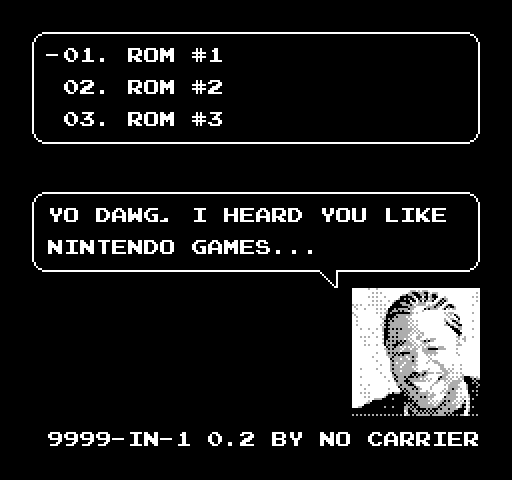 -01. ROM #1
02. ROM #2
03. ROM #3
YO DAWG. I HEARD YOU LIKE
NINTENDO GAMES...
9999-IN-1 0.2 BY NO CARRIER